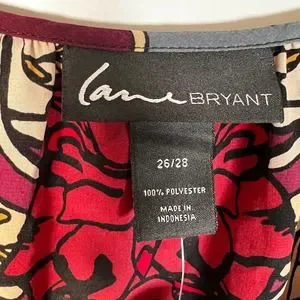 Lane BRYANT
26/28
100% POLYESTER
MADE IN
INDONESIA